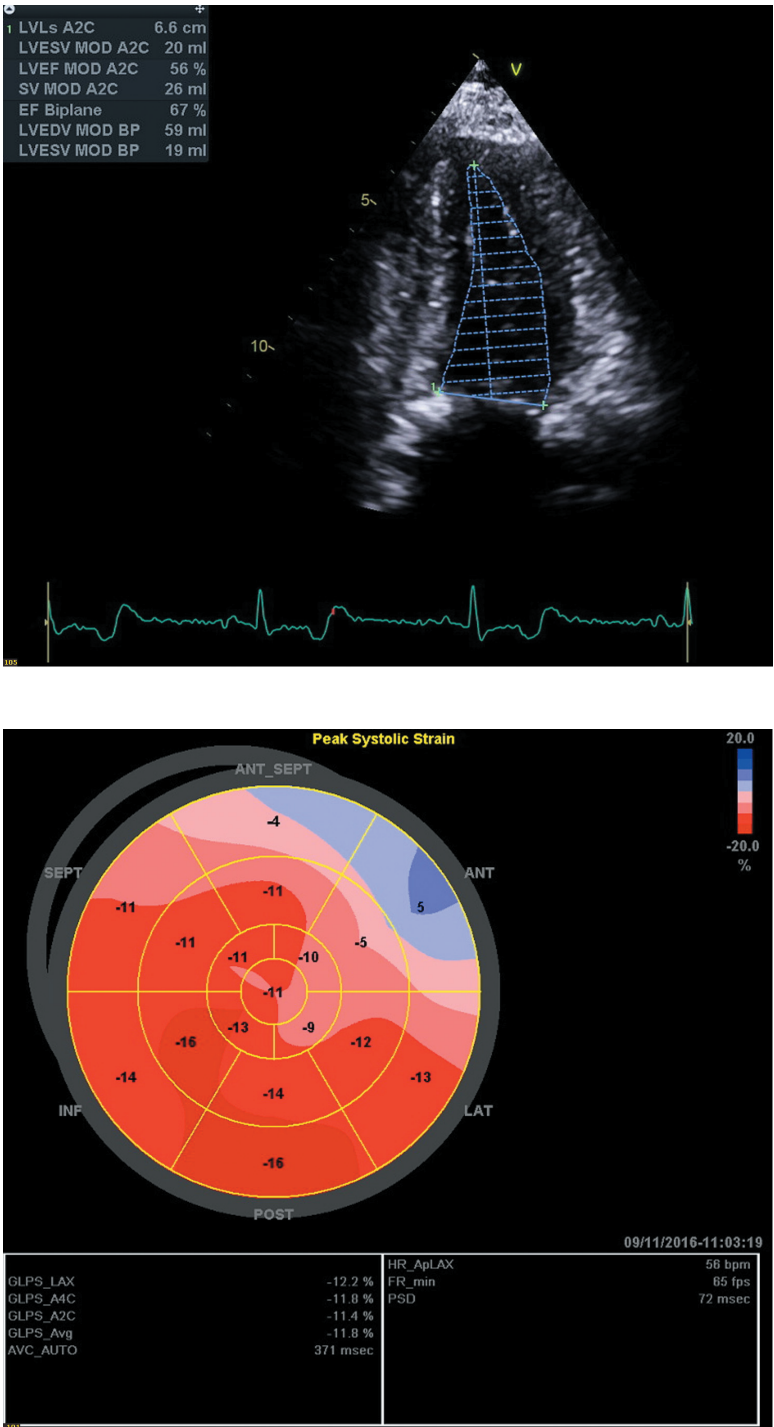 1 LVLs A2C 6.6 cm
LVESV MOD A2C 20 ml
LVEF MOD A2C 56 %
SV MOD A2C 26 ml
EF Biplane 67 %
LVEDV MOD BP 59 ml
LVESV MOD BP 19 ml
V
5
10
1
105
Peak Systolic Strain
20.0
-20.0
%
ANT_SEPT
SEPT
ANT
INF
LAT
POST
-4
5
-11
-11
-11
-5
-11
-10
-11
-13
-9
-16
-12
-14
-13
-14
-16
09/11/2016-11:03:19
GLPS_LAX -12.2 %
GLPS_A4C -11.8 %
GLPS_A2C -11.4 %
GLPS_Avg -11.8 %
AVC_AUTO 371 msec
HR_ApLAX 56 bpm
FR_min 65 fps
PSD 72 msec